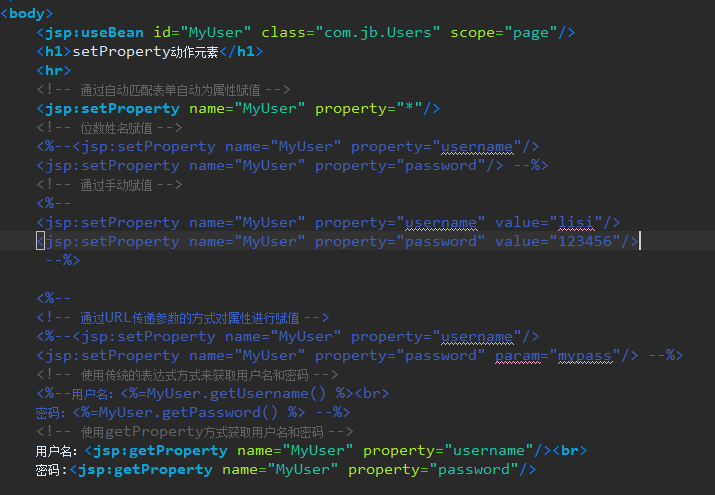 <body>
<jsp:useBean id="MyUser" class="com.jb.Users" scope="page"/>
<h1>setProperty动作元素</h1>
<hr>
<!-- 通过自动匹配表单自动为属性赋值 -->
<jsp:setProperty name="MyUser" property="*"/>
<!-- 位数姓名赋值 -->
<%--<jsp:setProperty name="MyUser" property="username"/>
<jsp:setProperty name="MyUser" property="password"/> --%>
<!-- 通过手动赋值 -->
<%--
<jsp:setProperty name="MyUser" property="username" value="lisi"/>
<jsp:setProperty name="MyUser" property="password" value="123456"/>
--%>
<%--
<!-- 通过URL传递参数的方式对属性进行赋值 -->
<%--<jsp:setProperty name="MyUser" property="username"/>
<jsp:setProperty name="MyUser" property="password" param="mypass"/> --%>
<!-- 使用传统的表达式方式来获取用户名和密码 -->
<%--用户名：<%=MyUser.getUsername() %><br>
密码：<%=MyUser.getPassword() %> --%>
<!-- 使用getProperty方式获取用户名和密码 -->
用户名：<jsp:getProperty name="MyUser" property="username"/><br>
密码:<jsp:getProperty name="MyUser" property="password"/>